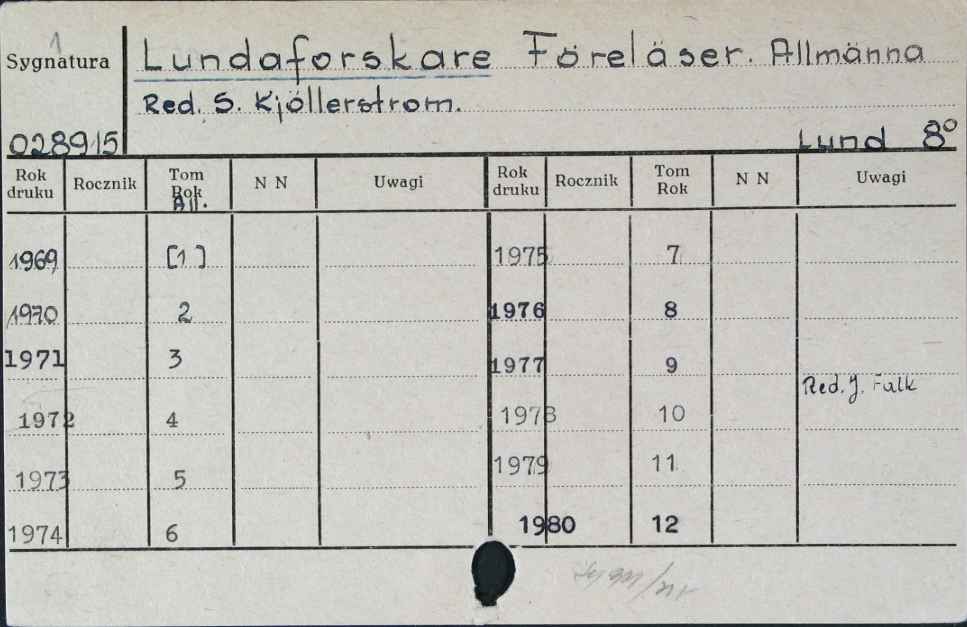 1
Sygnatura
Lundaforskare Föreläser. Allmänna
Red. S. Kjöllerstrom.
028915
Lund 8°
Rok druku Rocznik Tom Rok All. N N Uwagi Rok druku Rocznik Tom Rok N N Uwagi
1969 [1] 1975 7
1970 2 1976 8
1971 3 1977 9
Red. J. Falk
1972 4 1978 10
1973 5 1979 11
1974 6 1980 12